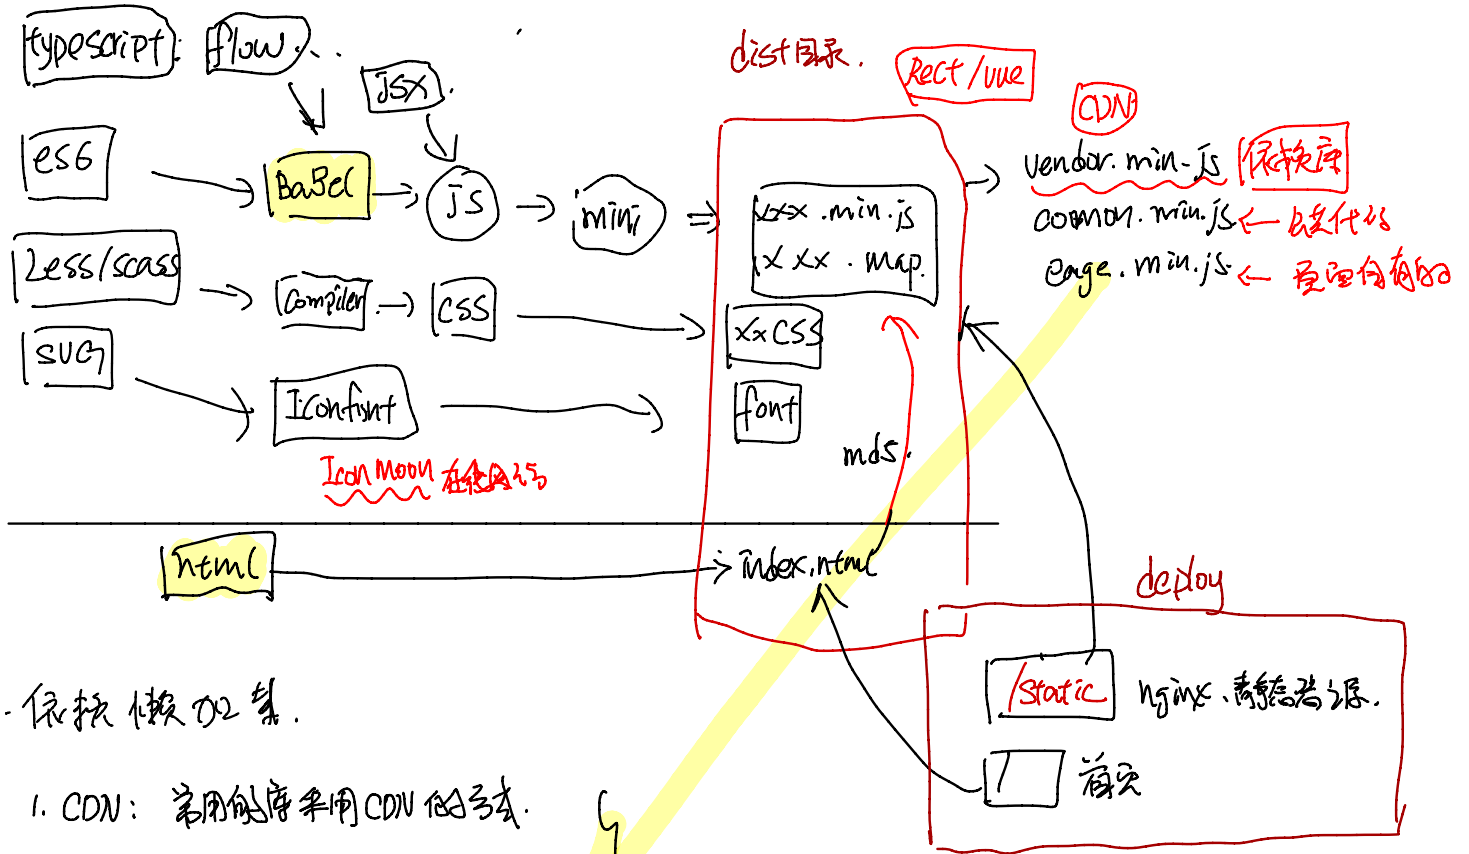 typescript: flow...
JSX.
es6
BaBel
JS
mini
Less/scass
Compiler
CSS
SVG
Iconfont
IconMoon 在线的
dist目录.
Rect/vue
CDN
xxx.min.js
xxx.map.
xxCSS
font
md5.
vendor.min.js 依赖库
common.min.js ← 公共代码
page.min.js ← 页面自有的
html
index.html
deploy
/static nginx.静态资源.
/ 首页
· 依赖 懒加载.
1. CDN: 常用的库采用CDN的方式.